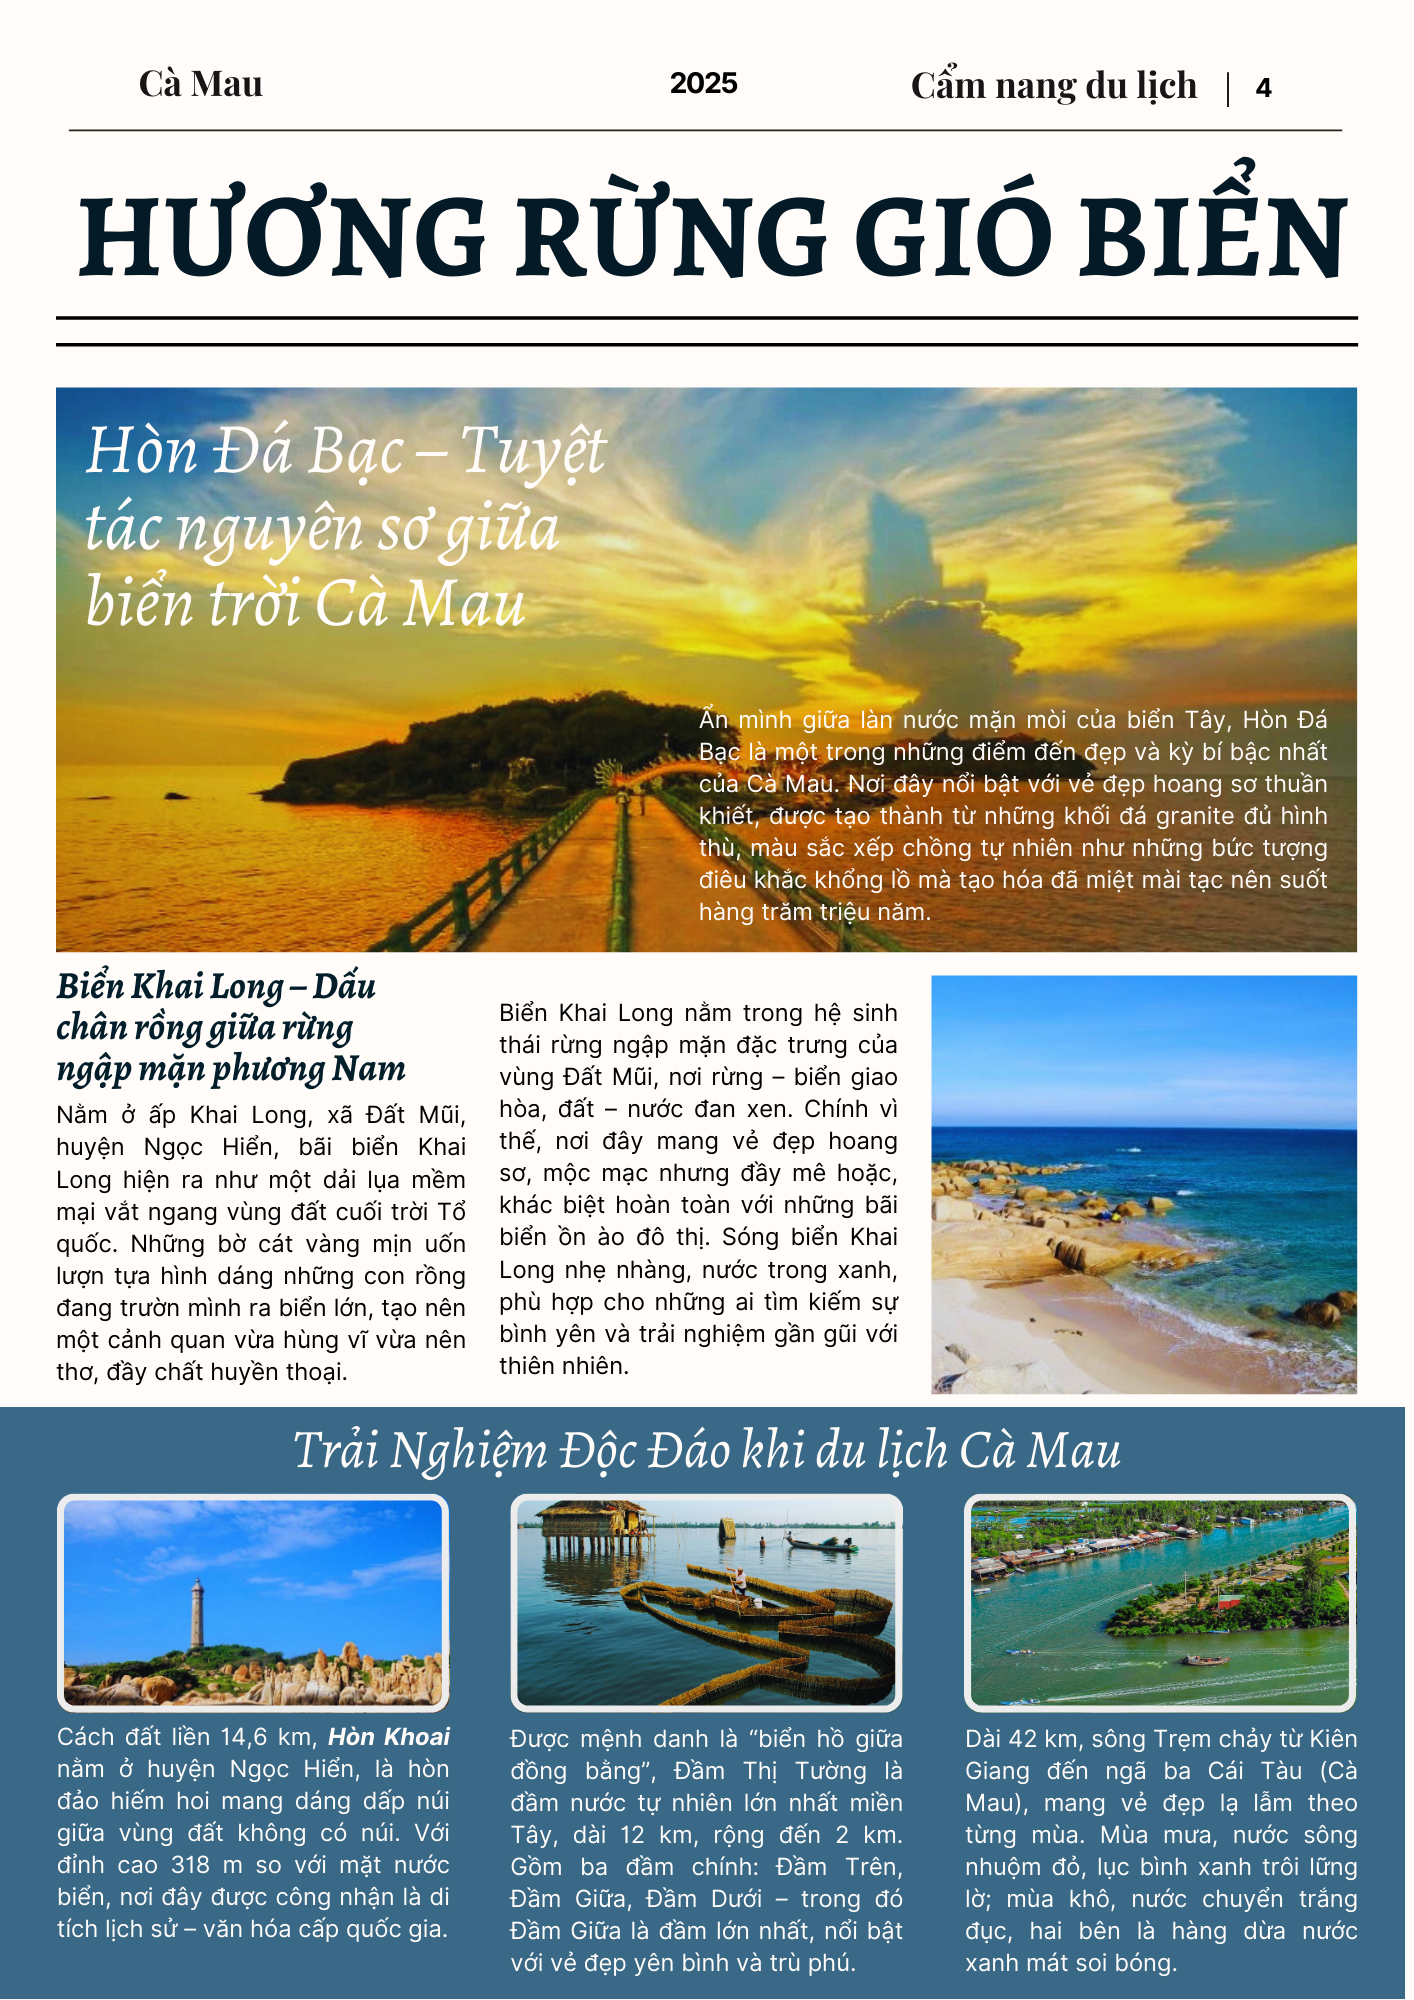 Cà Mau
2025
Cẩm nang du lịch | 4
HƯƠNG RỪNG GIÓ BIỂN
Hòn Đá Bạc – Tuyệt
tác nguyên sơ giữa
biển trời Cà Mau
Ẩn mình giữa làn nước mặn mòi của biển Tây, Hòn Đá
Bạc là một trong những điểm đến đẹp và kỳ bí bậc nhất
của Cà Mau. Nơi đây nổi bật với vẻ đẹp hoang sơ thuần
khiết, được tạo thành từ những khối đá granite đủ hình
thù, màu sắc xếp chồng tự nhiên như những bức tượng
điêu khắc khổng lồ mà tạo hóa đã miệt mài tạc nên suốt
hàng trăm triệu năm.
Biển Khai Long – Dấu
chân rồng giữa rừng
ngập mặn phương Nam
Nằm ở ấp Khai Long, xã Đất Mũi,
huyện Ngọc Hiển, bãi biển Khai
Long hiện ra như một dải lụa mềm
mại vắt ngang vùng đất cuối trời Tổ
quốc. Những bờ cát vàng mịn uốn
lượn tựa hình dáng những con rồng
đang trườn mình ra biển lớn, tạo nên
một cảnh quan vừa hùng vĩ vừa nên
thơ, đầy chất huyền thoại.
Biển Khai Long nằm trong hệ sinh
thái rừng ngập mặn đặc trưng của
vùng Đất Mũi, nơi rừng – biển giao
hòa, đất – nước đan xen. Chính vì
thế, nơi đây mang vẻ đẹp hoang
sơ, mộc mạc nhưng đầy mê hoặc,
khác biệt hoàn toàn với những bãi
biển ồn ào đô thị. Sóng biển Khai
Long nhẹ nhàng, nước trong xanh,
phù hợp cho những ai tìm kiếm sự
bình yên và trải nghiệm gần gũi với
thiên nhiên.
Trải Nghiệm Độc Đáo khi du lịch Cà Mau
Cách đất liền 14,6 km, Hòn Khoai
nằm ở huyện Ngọc Hiển, là hòn
đảo hiếm hoi mang dáng dấp núi
giữa vùng đất không có núi. Với
đỉnh cao 318 m so với mặt nước
biển, nơi đây được công nhận là di
tích lịch sử – văn hóa cấp quốc gia.
Được mệnh danh là “biển hồ giữa
đồng bằng”, Đầm Thị Tường là
đầm nước tự nhiên lớn nhất miền
Tây, dài 12 km, rộng đến 2 km.
Gồm ba đầm chính: Đầm Trên,
Đầm Giữa, Đầm Dưới – trong đó
Đầm Giữa là đầm lớn nhất, nổi bật
với vẻ đẹp yên bình và trù phú.
Dài 42 km, sông Trẹm chảy từ Kiên
Giang đến ngã ba Cái Tàu (Cà
Mau), mang vẻ đẹp lạ lẫm theo
từng mùa. Mùa mưa, nước sông
nhuộm đỏ, lục bình xanh trôi lững
lờ; mùa khô, nước chuyển trắng
đục, hai bên là hàng dừa nước
xanh mát soi bóng.